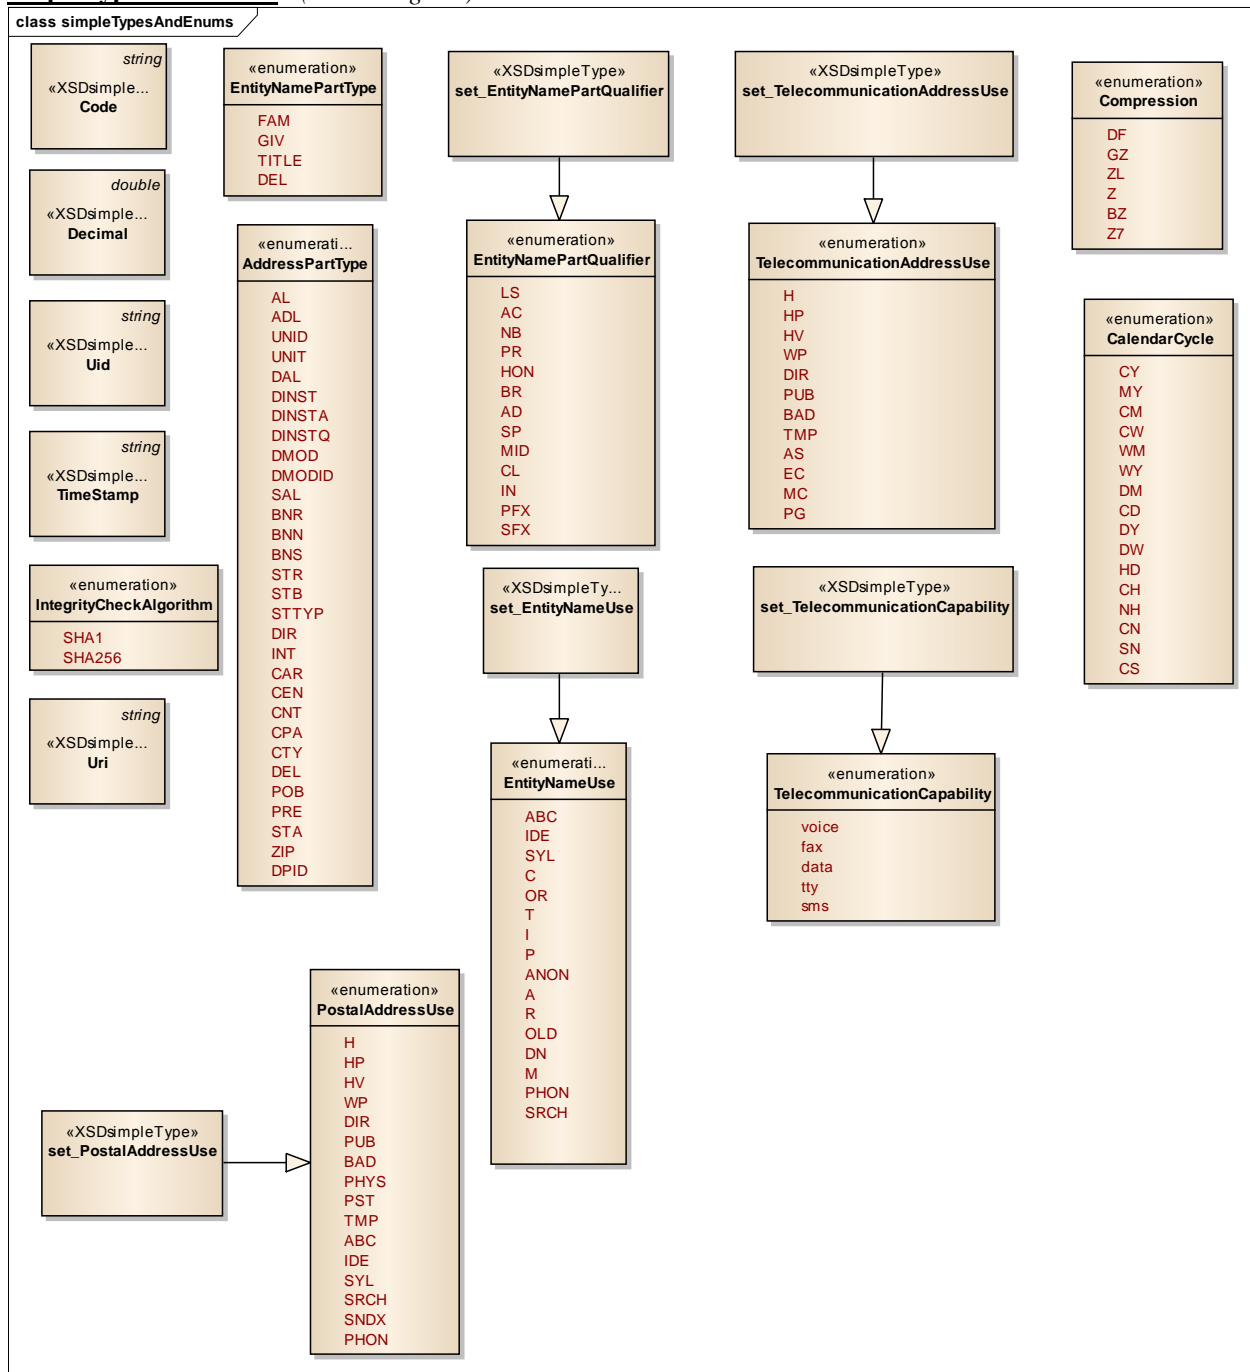 class simpleTypesAndEnums
string
«XSDsimple...
Code
double
«XSDsimple...
Decimal
string
«XSDsimple...
Uid
string
«XSDsimple...
TimeStamp
«enumeration»
IntegrityCheckAlgorithm
SHA1
SHA256
string
«XSDsimple...
Uri
«enumeration»
EntityNamePartType
FAM
GIV
TITLE
DEL
«enumerati...
AddressPartType
AL
ADL
UNID
UNIT
DAL
DINST
DINSTA
DINSTQ
DMOD
DMODID
SAL
BNR
BNN
BNS
STR
STB
STTYP
DIR
INT
CAR
CEN
CNT
CPA
CTY
DEL
POB
PRE
STA
ZIP
DPID
«XSDsimpleType»
set_EntityNamePartQualifier
«enumeration»
EntityNamePartQualifier
LS
AC
NB
PR
HON
BR
AD
SP
MID
CL
IN
PFX
SFX
«XSDsimpleTy...
set_EntityNameUse
«enumerati...
EntityNameUse
ABC
IDE
SYL
C
OR
T
I
P
ANON
A
R
OLD
DN
M
PHON
SRCH
«XSDsimpleType»
set_TelecommunicationAddressUse
«enumeration»
TelecommunicationAddressUse
H
HP
HV
WP
DIR
PUB
BAD
TMP
AS
EC
MC
PG
«XSDsimpleType»
set_TelecommunicationCapability
«enumeration»
TelecommunicationCapability
voice
fax
data
tty
sms
«enumeration»
Compression
DF
GZ
ZL
Z
BZ
Z7
«enumeration»
CalendarCycle
CY
MY
CM
CW
WM
WY
DM
CD
DY
DW
HD
CH
NH
CN
SN
CS
«XSDsimpleType»
set_PostalAddressUse
«enumeration»
PostalAddressUse
H
HP
HV
WP
DIR
PUB
BAD
PHYS
PST
TMP
ABC
IDE
SYL
SRCH
SNDX
PHON